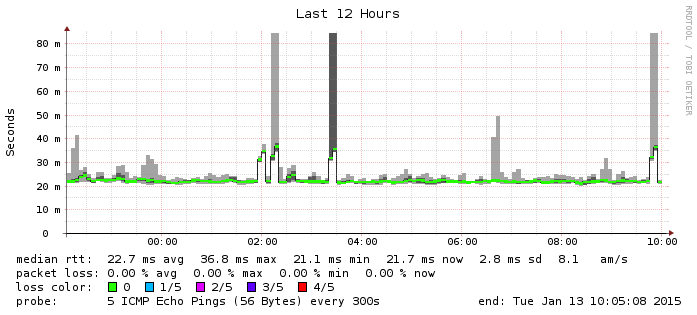 Last 12 Hours
RRDTOOL / TOBI OETIKER
Seconds
80 m
70 m
60 m
50 m
40 m
30 m
20 m
10 m
0
00:00 02:00 04:00 06:00 08:00 10:00
median rtt: 22.7 ms avg 36.8 ms max 21.1 ms min 21.7 ms now 2.8 ms sd 8.1 am/s
packet loss: 0.00 % avg 0.00 % max 0.00 % min 0.00 % now
loss color: 0 1/5 2/5 3/5 4/5
probe: 5 ICMP Echo Pings (56 Bytes) every 300s end: Tue Jan 13 10:05:08 2015